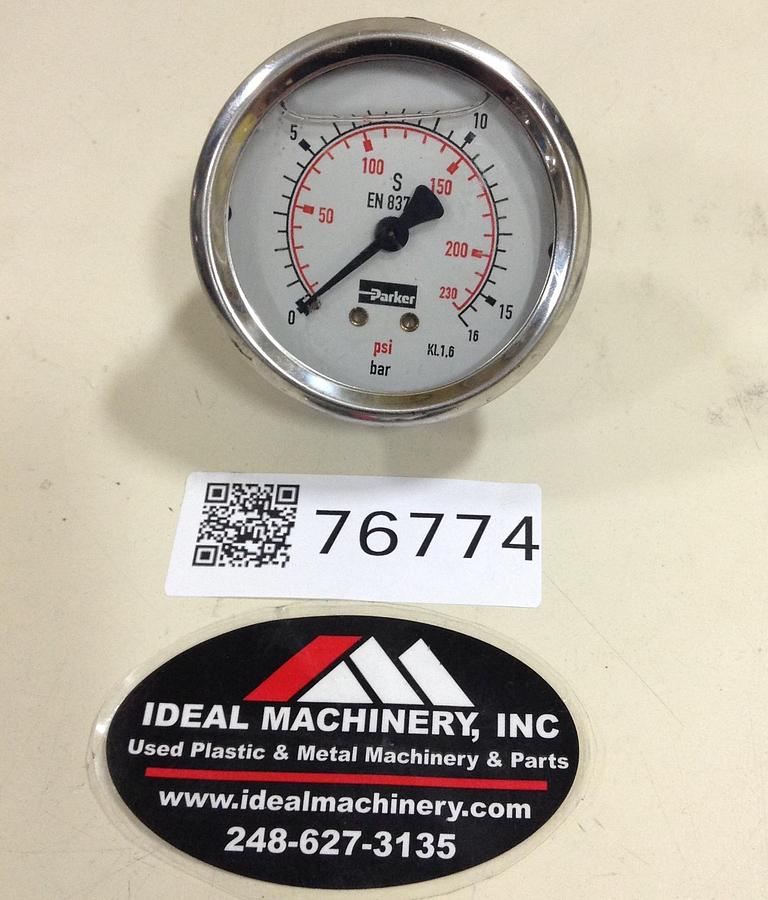 5
10
100
S
150
EN 837
50
200
230
Parker
0
15
16
psi
KL1,6
bar
76774
IDEAL MACHINERY, INC
Used Plastic & Metal Machinery & Parts
www.idealmachinery.com
248-627-3135